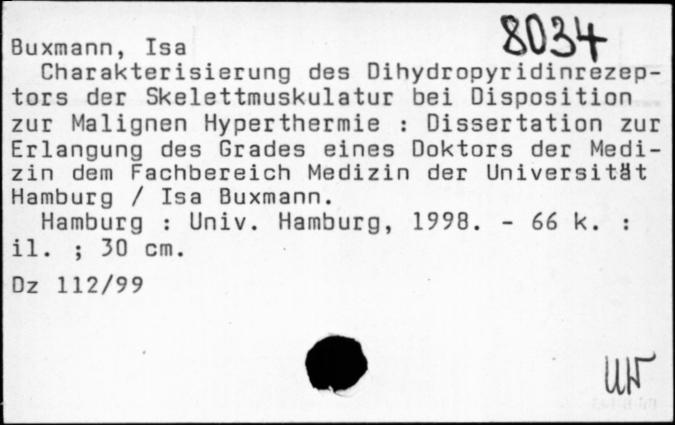 8034
Buxmann, Isa
Charakterisierung des Dihydropyridinrezep-
tors der Skelettmuskulatur bei Disposition
zur Malignen Hyperthermie : Dissertation zur
Erlangung des Grades eines Doktors der Medi-
zin dem Fachbereich Medizin der Universität
Hamburg / Isa Buxmann.
Hamburg : Univ. Hamburg, 1998. - 66 k. :
il. ; 30 cm.
Dz 112/99